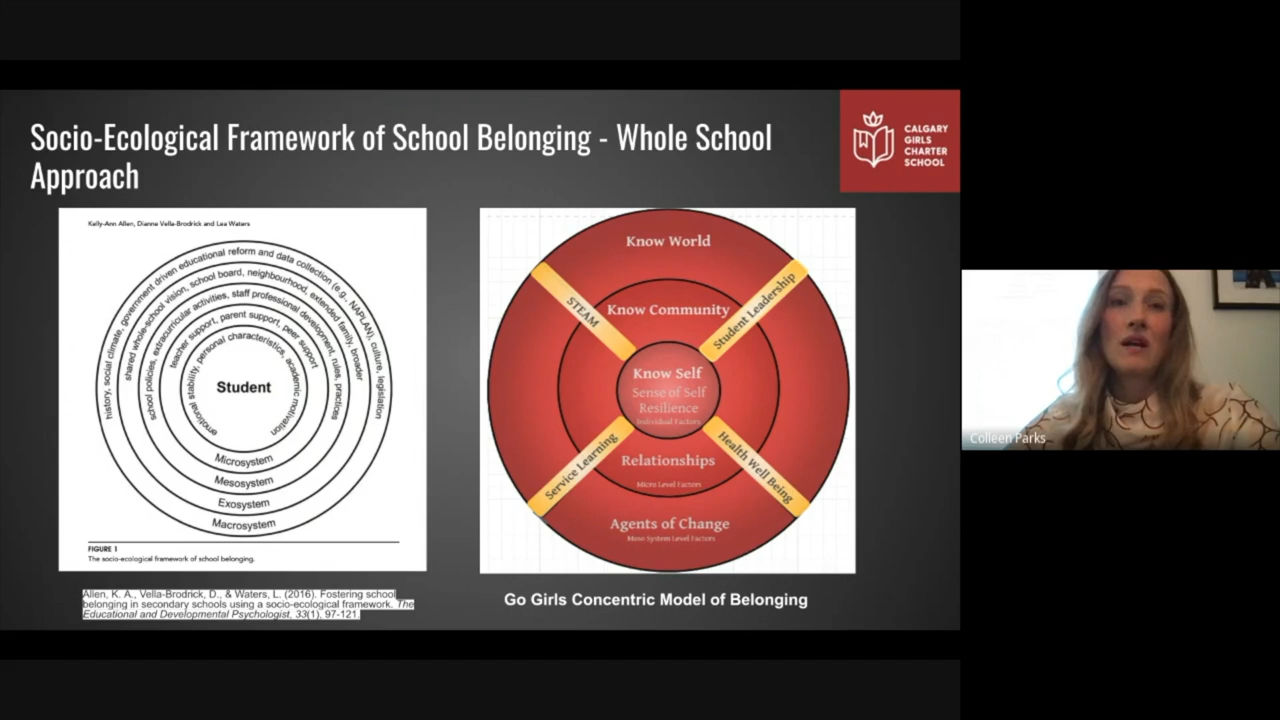 Socio-Ecological Framework of School Belonging - Whole School
Approach
CALGARY
GIRLS
CHARTER
SCHOOL
Kelly-Ann Allen, Dianne Vella-Brodrick and Lea Waters
history, social climate, government driven educational reform and data collection (e.g., NAPLAN), culture, legislation
shared whole-school vision, school board, neighbourhood, extended family, broader
school policies, extracurricular activities, staff professional development, rules, practices
teacher support, parent support, peer support
emotional stability, personal characteristics, academic motivation
Student
Microsystem
Mesosystem
Exosystem
Macrosystem
FIGURE 1
The socio-ecological framework of school belonging.
Allen, K. A., Vella-Brodrick, D., & Waters, L. (2016). Fostering school
belonging in secondary schools using a socio-ecological framework. The
Educational and Developmental Psychologist, 33(1), 97-121.
Know World
STEAM
Student Leadership
Know Community
Know Self
Sense of Self
Resilience
Individual Factors
Service Learning
Health Well Being
Relationships
Micro Level Factors
Agents of Change
Meso System Level Factors
Go Girls Concentric Model of Belonging
Colleen Parks